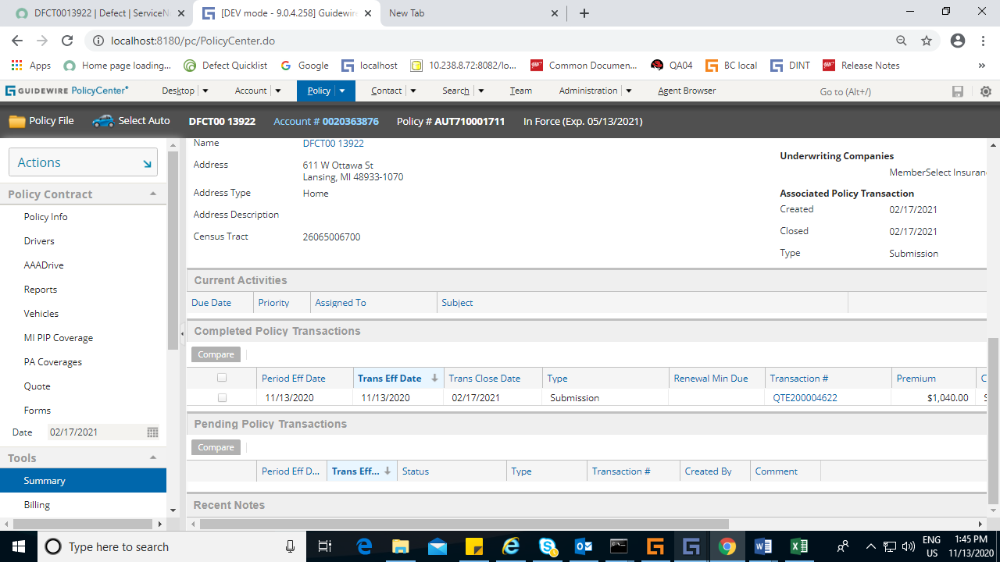 DFCT0013922 | Defect | ServiceN
[DEV mode - 9.0.4.258] Guidewire
New Tab
localhost:8180/pc/PolicyCenter.do
Apps
Home page loading...
Defect Quicklist
Google
localhost
10.238.8.72:8082/lo...
Common Documen...
QA04
BC local
DINT
Release Notes
»
GUIDEWIRE PolicyCenter
Desktop
Account
Policy
Contact
Search
Team
Administration
Agent Browser
Go to (Alt+/)
Policy File
Select Auto
DFCT00 13922
Account # 0020363876
Policy # AUT710001711
In Force (Exp. 05/13/2021)
Actions
Policy Contract
Policy Info
Drivers
AAADrive
Reports
Vehicles
MI PIP Coverage
PA Coverages
Quote
Forms
Date 02/17/2021
Tools
Summary
Billing
Name DFCT00 13922
Address 611 W Ottawa St
Lansing, MI 48933-1070
Address Type Home
Address Description
Census Tract 26065006700
Underwriting Companies
MemberSelect Insuran
Associated Policy Transaction
Created 02/17/2021
Closed 02/17/2021
Type Submission
Current Activities
Due Date Priority Assigned To Subject
Completed Policy Transactions
Compare
Period Eff Date Trans Eff Date Trans Close Date Type Renewal Min Due Transaction # Premium C
11/13/2020 11/13/2020 02/17/2021 Submission QTE200004622 $1,040.00 S
Pending Policy Transactions
Compare
Period Eff D... Trans Eff... Status Type Transaction # Created By Comment
Recent Notes
Type here to search
ENG
US
1:45 PM
11/13/2020